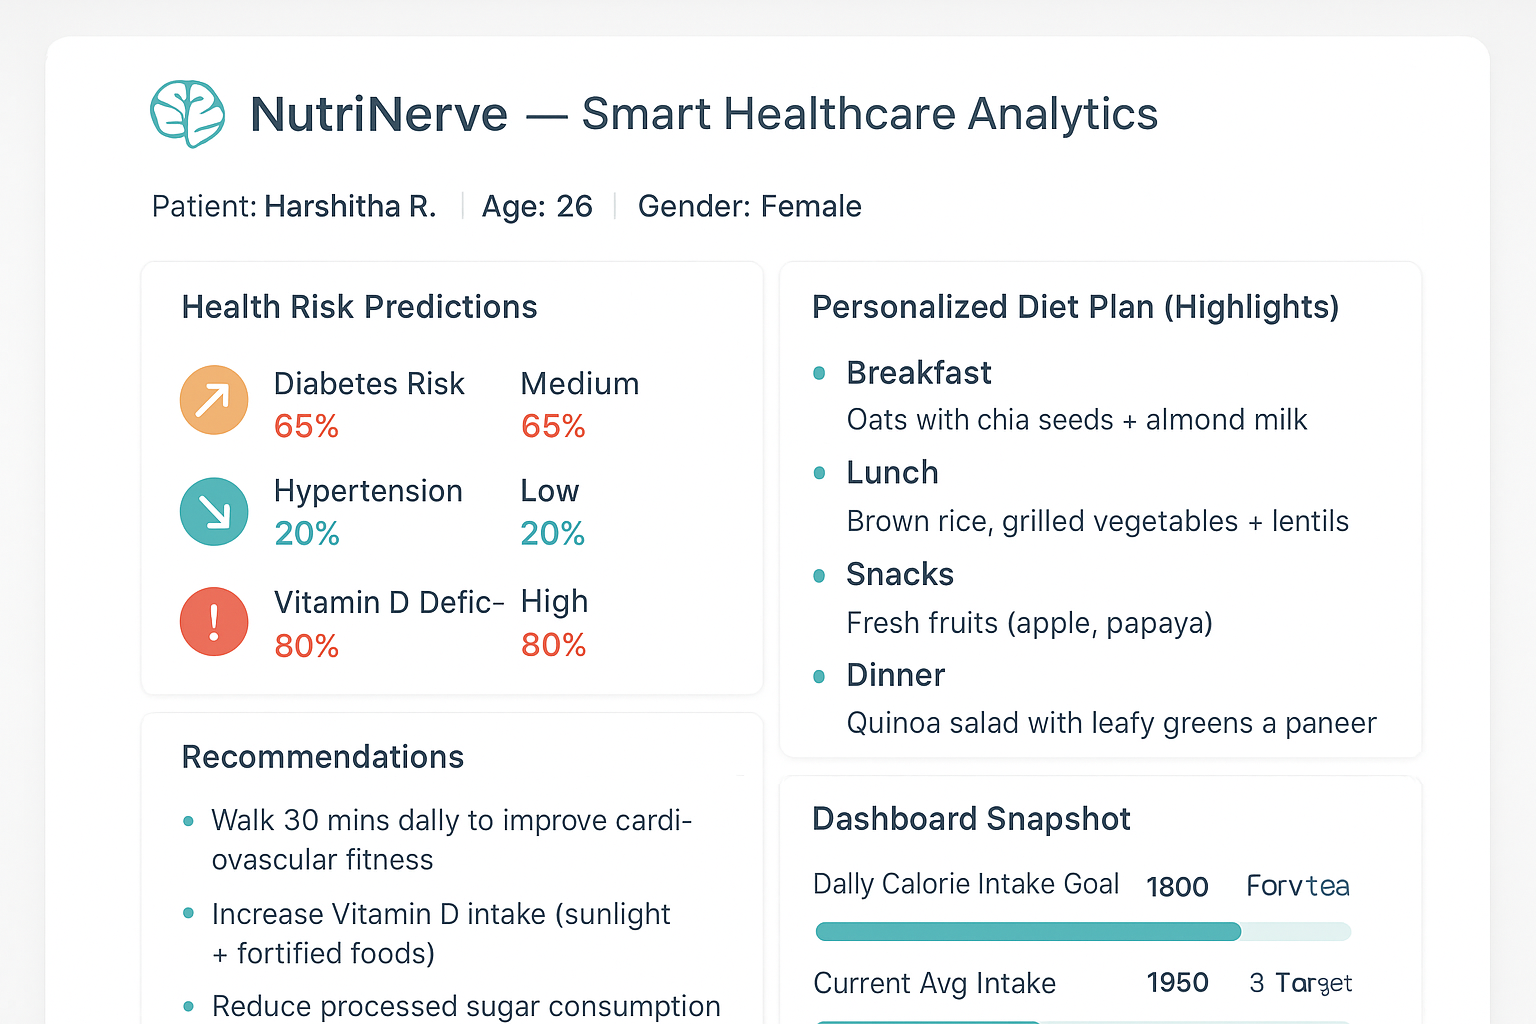 NutriNerve — Smart Healthcare Analytics
Patient: Harshitha R. Age: 26 Gender: Female
Health Risk Predictions
Diabetes Risk Medium
65% 65%
Hypertension Low
20% 20%
Vitamin D Defic- High
80% 80%
Recommendations
Walk 30 mins dally to improve cardi-
ovascular fitness
Increase Vitamin D intake (sunlight
+ fortified foods)
Reduce processed sugar consumption
Personalized Diet Plan (Highlights)
Breakfast
Oats with chia seeds + almond milk
Lunch
Brown rice, grilled vegetables + lentils
Snacks
Fresh fruits (apple, papaya)
Dinner
Quinoa salad with leafy greens a paneer
Dashboard Snapshot
Dally Calorie Intake Goal 1800 Forvtea
Current Avg Intake 1950 3 Target